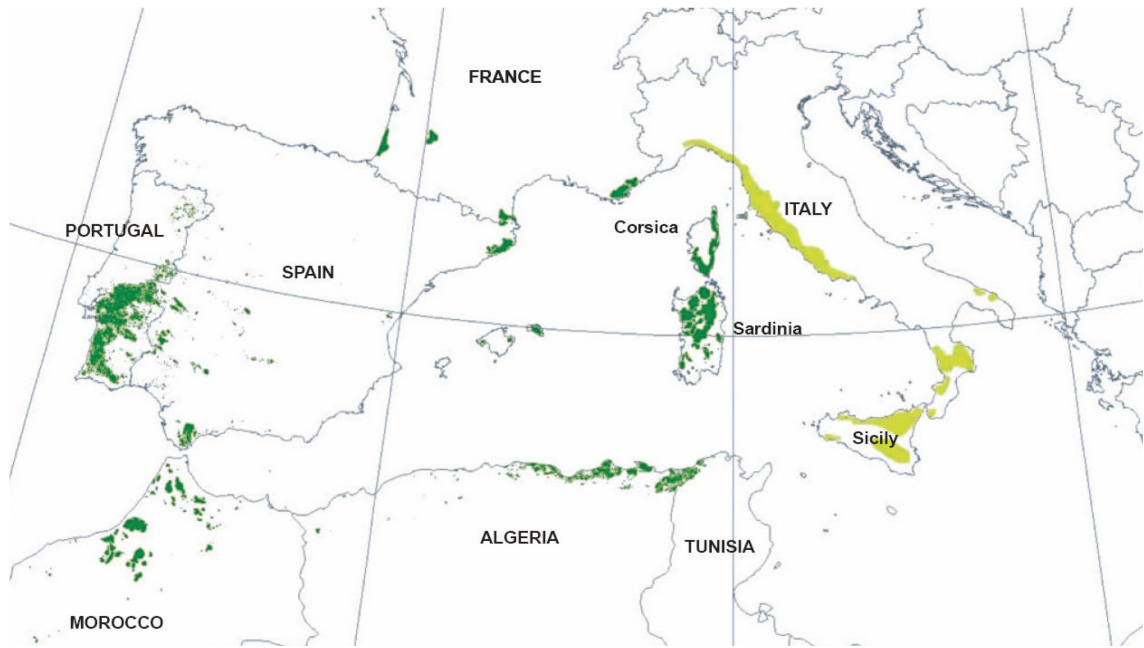 FRANCE
ITALY
Corsica
PORTUGAL
SPAIN
Sardinia
Sicily
ALGERIA
TUNISIA
MOROCCO